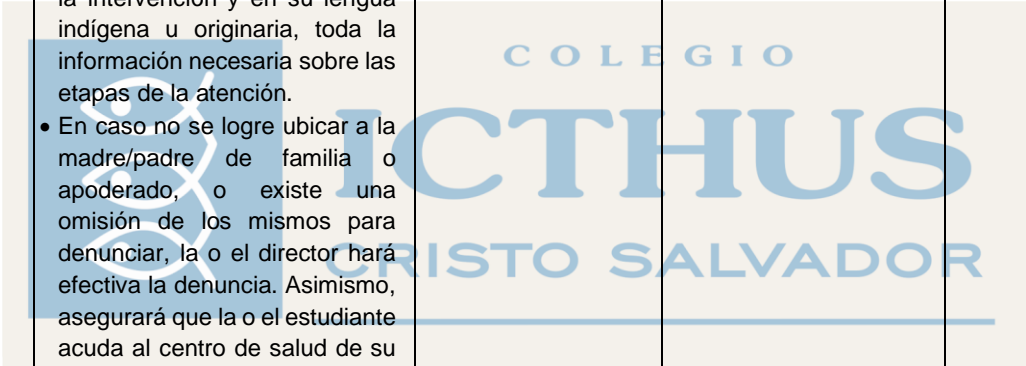 la intervención y en su lengua
indígena u originaria, toda la
información necesaria sobre las
etapas de la atención.
• En caso no se logre ubicar a la
madre/padre de familia o
apoderado, o existe una
omisión de los mismos para
denunciar, la o el director hará
efectiva la denuncia. Asimismo,
asegurará que la o el estudiante
acuda al centro de salud de su
COLEGIO
ICTHUS
CRISTO SALVADOR